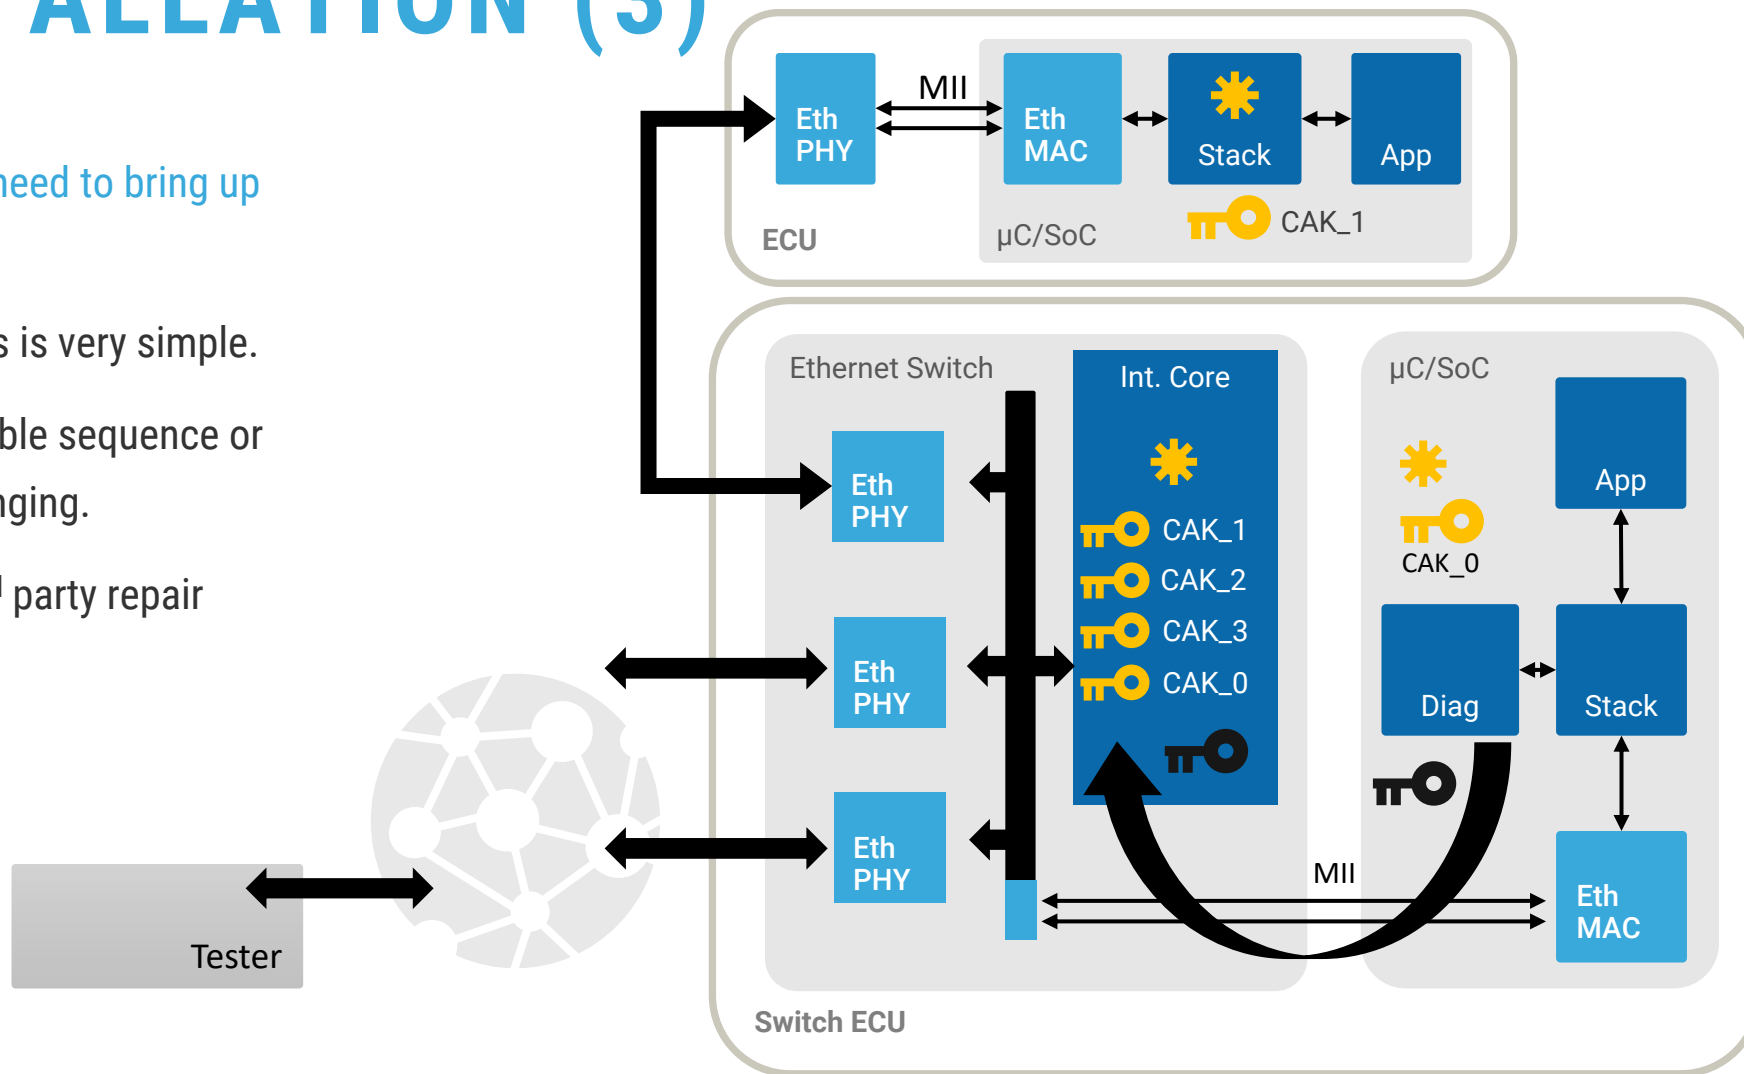 ALLATION (3)
need to bring up
s is very simple.
ble sequence or
nging.
party repair
Eth
PHY
MII
Eth
MAC
Stack
App
ECU
µC/SoC
CAK_1
Ethernet Switch
Int. Core
µC/SoC
Eth
PHY
CAK_1
CAK_2
CAK_3
CAK_0
CAK_0
App
Eth
PHY
Diag
Stack
Eth
PHY
MII
Eth
MAC
Tester
Switch ECU